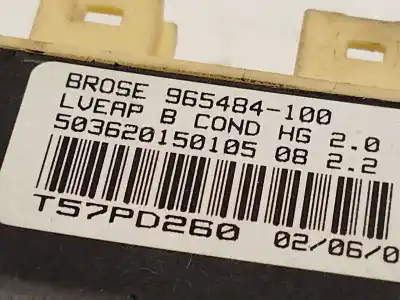 BROSE 965484-100
LVEAP B COND HG 2.0
503620150105 08 2.2
T57PD260 02/06/0